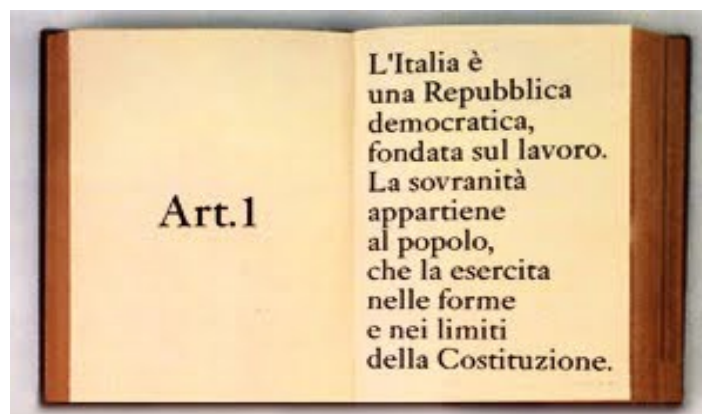 Art.1
L'Italia è
una Repubblica
democratica,
fondata sul lavoro.
La sovranità
appartiene
al popolo,
che la esercita
nelle forme
e nei limiti
della Costituzione.